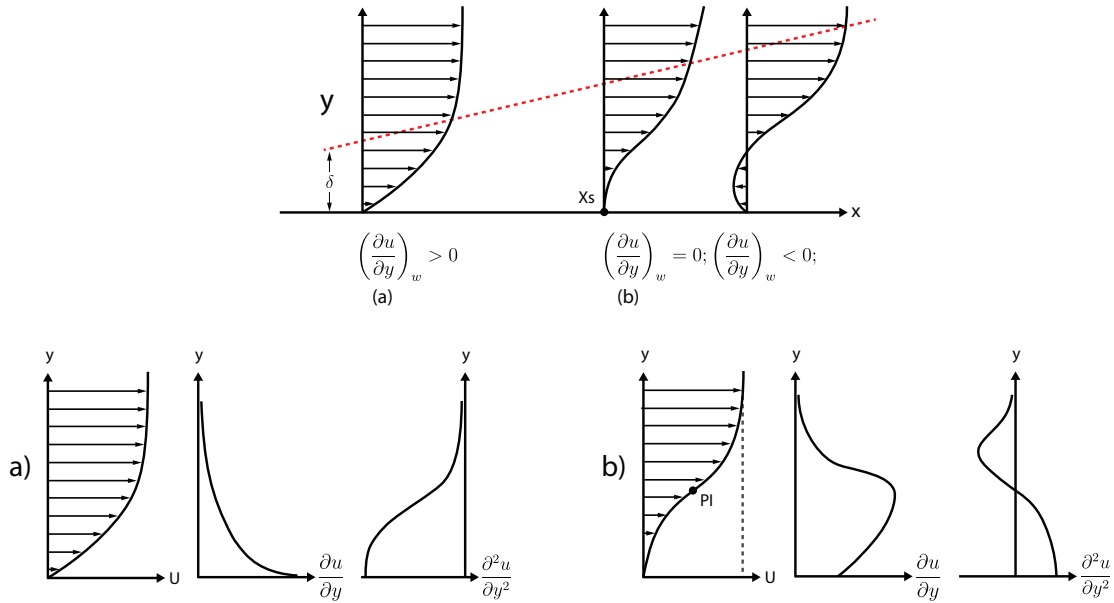 y
δ
Xs
x
(∂u/∂y)_w > 0
(∂u/∂y)_w = 0; (∂u/∂y)_w < 0;
(a)
(b)
y
y
y
y
y
y
a)
b)
PI
U
∂u/∂y
∂²u/∂y²
U
∂u/∂y
∂²u/∂y²